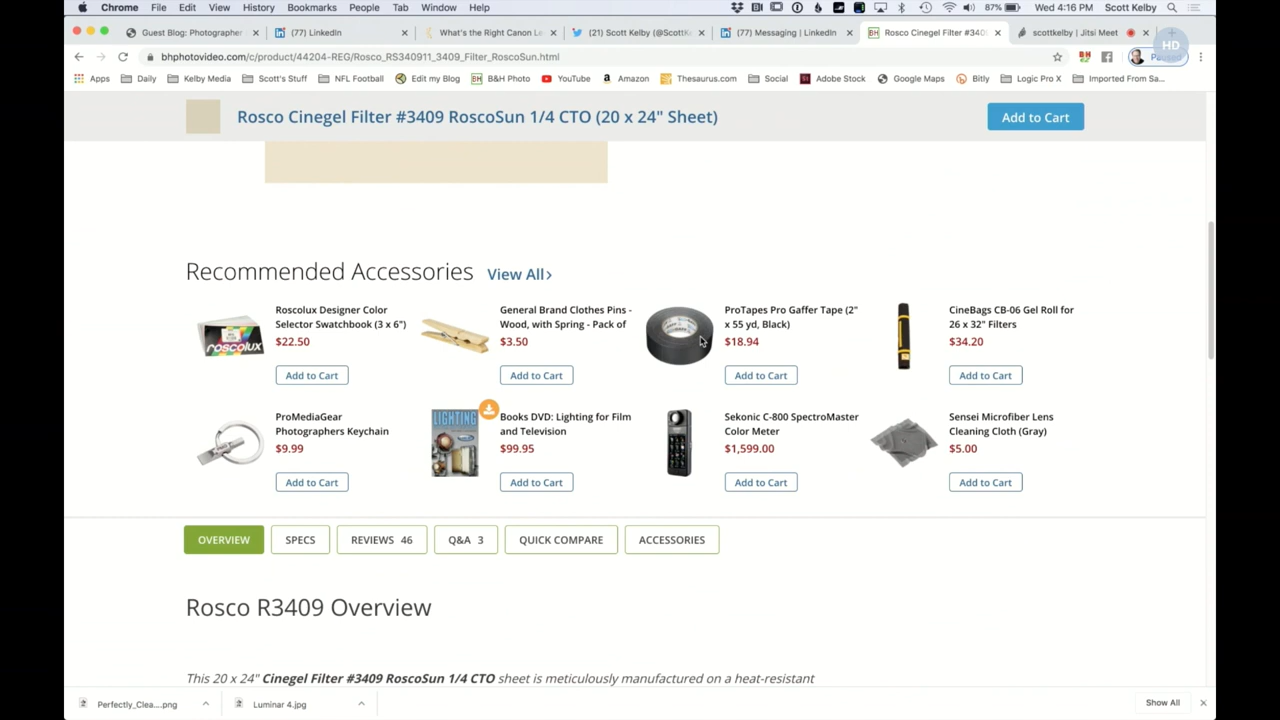 Chrome File Edit View History Bookmarks People Tab Window Help 87% Wed 4:16 PM Scott Kelby
Guest Blog: Photographer (77) LinkedIn What's the Right Canon Le (21) Scott Kelby (@ScottK (77) Messaging | LinkedIn Rosco Cinegel Filter #340 scottkelby | Jitsi Meet
HD
bhphotovideo.com/c/product/44204-REG/Rosco_RS340911_3409_Filter_RoscoSun.html Paused
Apps Daily Kelby Media Scott's Stuff NFL Football Edit my Blog B&H Photo YouTube Amazon Thesaurus.com Social Adobe Stock Google Maps Bitly Logic Pro X Imported From Sa...
Rosco Cinegel Filter #3409 RoscoSun 1/4 CTO (20 x 24" Sheet) Add to Cart
Recommended Accessories View All›
Roscolux Designer Color General Brand Clothes Pins - ProTapes Pro Gaffer Tape (2" CineBags CB-06 Gel Roll for
Selector Swatchbook (3 x 6") Wood, with Spring - Pack of x 55 yd, Black) 26 x 32" Filters
roscolux
$22.50 $3.50 $18.94 $34.20
Add to Cart Add to Cart Add to Cart Add to Cart
ProMediaGear Books DVD: Lighting for Film Sekonic C-800 SpectroMaster Sensei Microfiber Lens
LIGHTING
Photographers Keychain and Television Color Meter Cleaning Cloth (Gray)
$9.99 $99.95 $1,599.00 $5.00
Add to Cart Add to Cart Add to Cart Add to Cart
OVERVIEW SPECS REVIEWS 46 Q&A 3 QUICK COMPARE ACCESSORIES
Rosco R3409 Overview
This 20 x 24" Cinegel Filter #3409 RoscoSun 1/4 CTO sheet is meticulously manufactured on a heat-resistant
Perfectly_Clea....png Luminar 4.jpg Show All